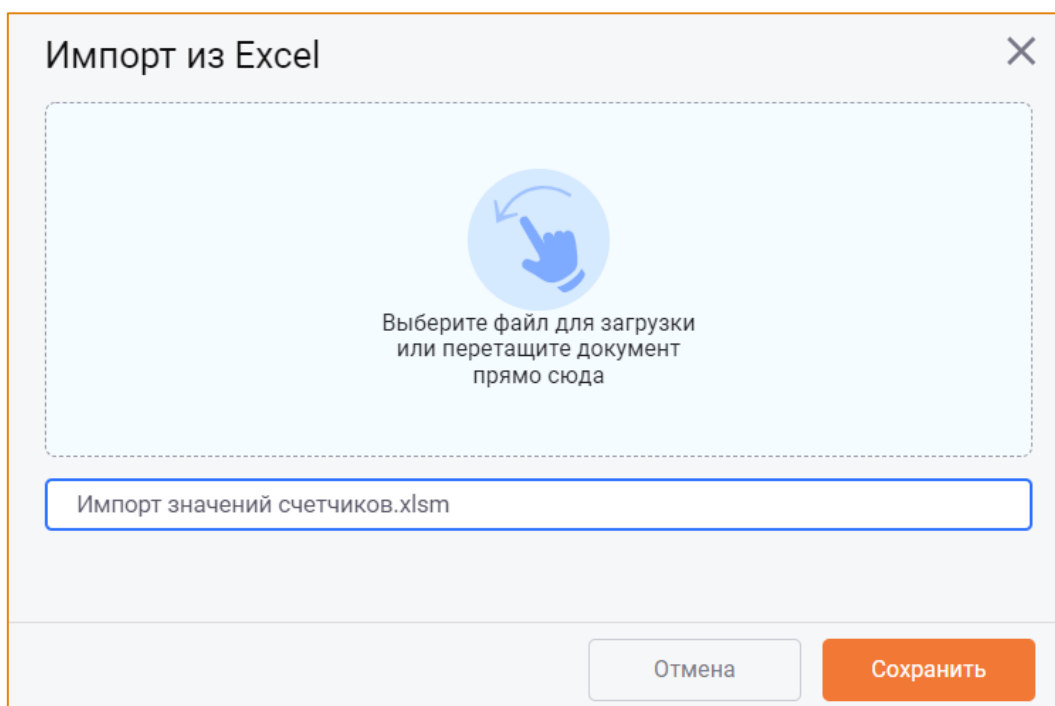 Импорт из Excel
Выберите файл для загрузки
или перетащите документ
прямо сюда
Импорт значений счетчиков.xlsm
Отмена
Сохранить